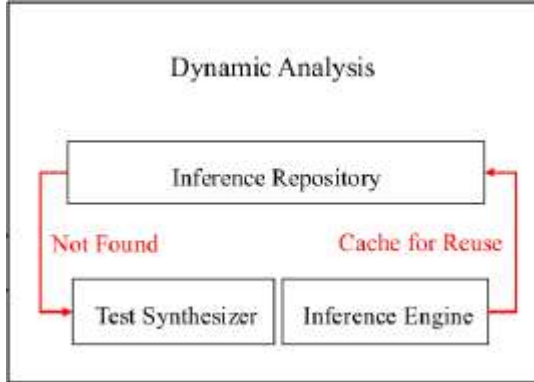 Dynamic Analysis
Inference Repository
Not Found
Cache for Reuse
Test Synthesizer
Inference Engine